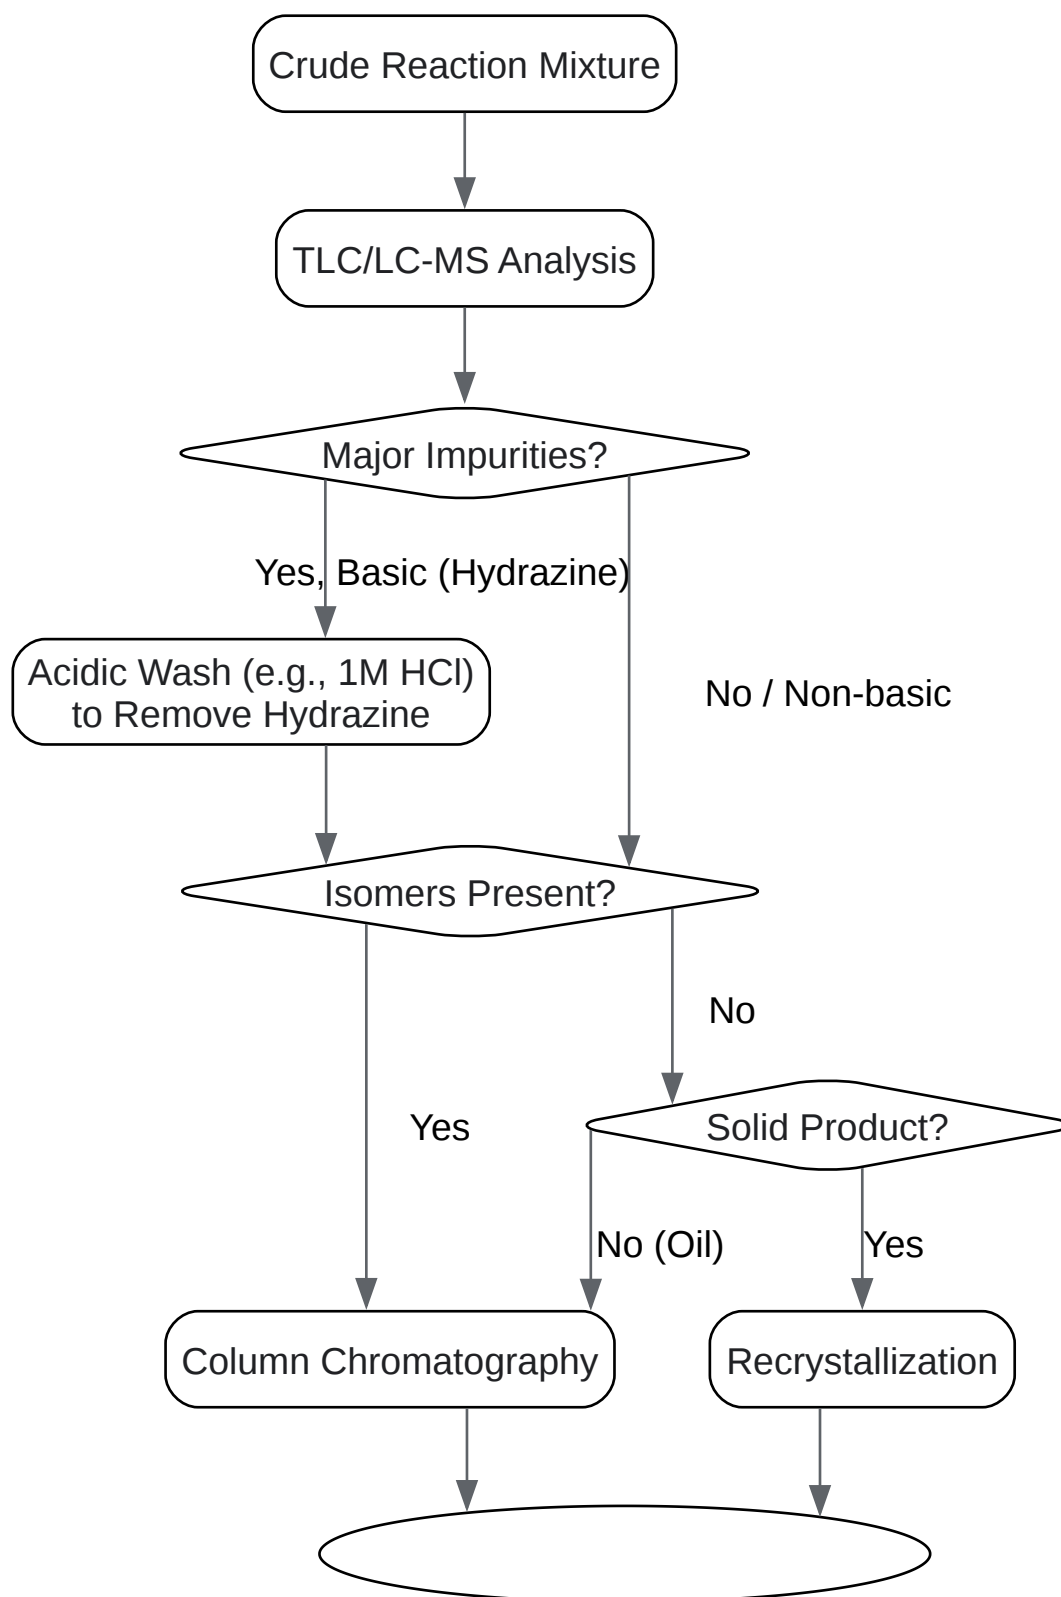 Crude Reaction Mixture
TLC/LC-MS Analysis
Major Impurities?
Yes, Basic (Hydrazine)
Acidic Wash (e.g., 1M HCl)
to Remove Hydrazine
No / Non-basic
Isomers Present?
No
Yes
Solid Product?
No (Oil)
Yes
Column Chromatography
Recrystallization